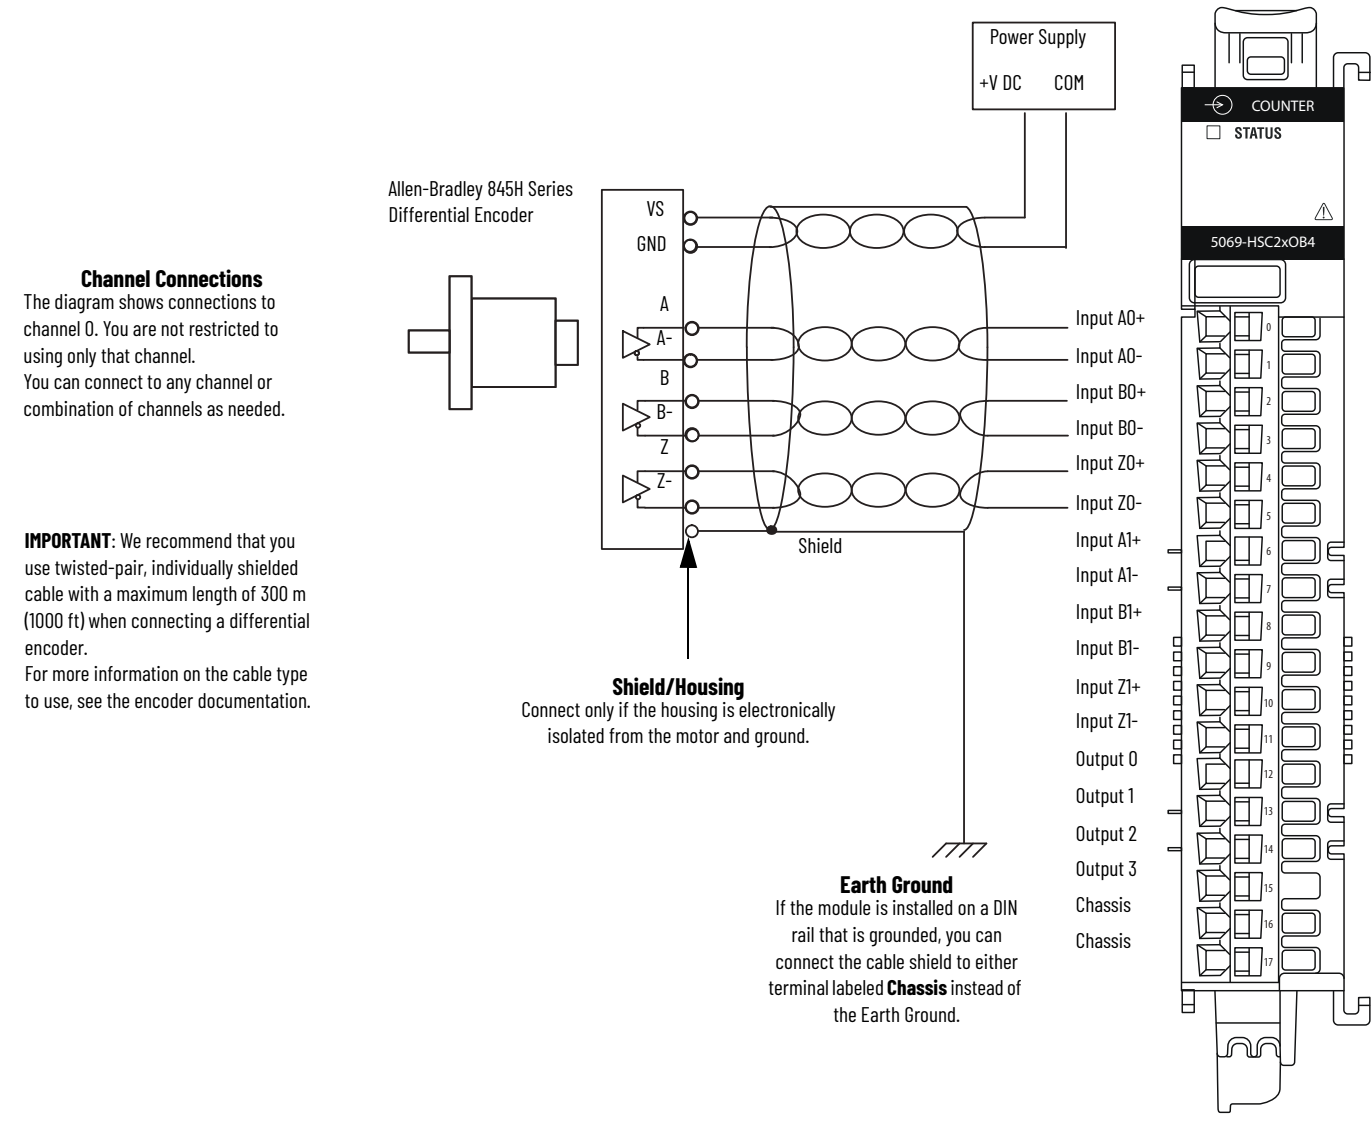 Power Supply
+V DC COM
COUNTER
STATUS
5069-HSC2xOB4
Allen-Bradley 845H Series
Differential Encoder
VS
GND
A
A-
B
B-
Z
Z-
Shield
Channel Connections
The diagram shows connections to
channel 0. You are not restricted to
using only that channel.
You can connect to any channel or
combination of channels as needed.
IMPORTANT: We recommend that you
use twisted-pair, individually shielded
cable with a maximum length of 300 m
(1000 ft) when connecting a differential
encoder.
For more information on the cable type
to use, see the encoder documentation.
Shield/Housing
Connect only if the housing is electronically
isolated from the motor and ground.
Earth Ground
If the module is installed on a DIN
rail that is grounded, you can
connect the cable shield to either
terminal labeled Chassis instead of
the Earth Ground.
Input A0+
Input A0-
Input B0+
Input B0-
Input Z0+
Input Z0-
Input A1+
Input A1-
Input B1+
Input B1-
Input Z1+
Input Z1-
Output 0
Output 1
Output 2
Output 3
Chassis
Chassis
0
1
2
3
4
5
6
7
8
9
10
11
12
13
14
15
16
17